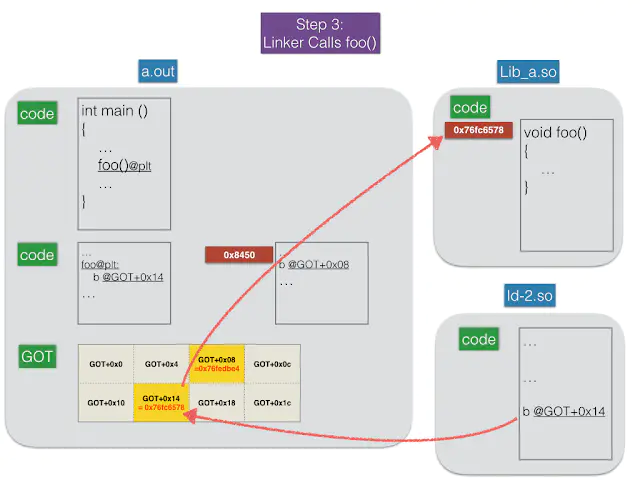 Step 3:
Linker Calls foo()
a.out
code
int main ()
{
...
foo()@plt
...
}
code
...
foo@plt:
b @GOT+0x14
...
0x8450
...
b @GOT+0x08
...
GOT
GOT+0x0
GOT+0x4
GOT+0x08
=0x76fedbe4
GOT+0x0c
GOT+0x10
GOT+0x14
= 0x76fc6578
GOT+0x18
GOT+0x1c
Lib_a.so
code
0x76fc6578
void foo()
{
...
}
ld-2.so
code
...
...
b @GOT+0x14